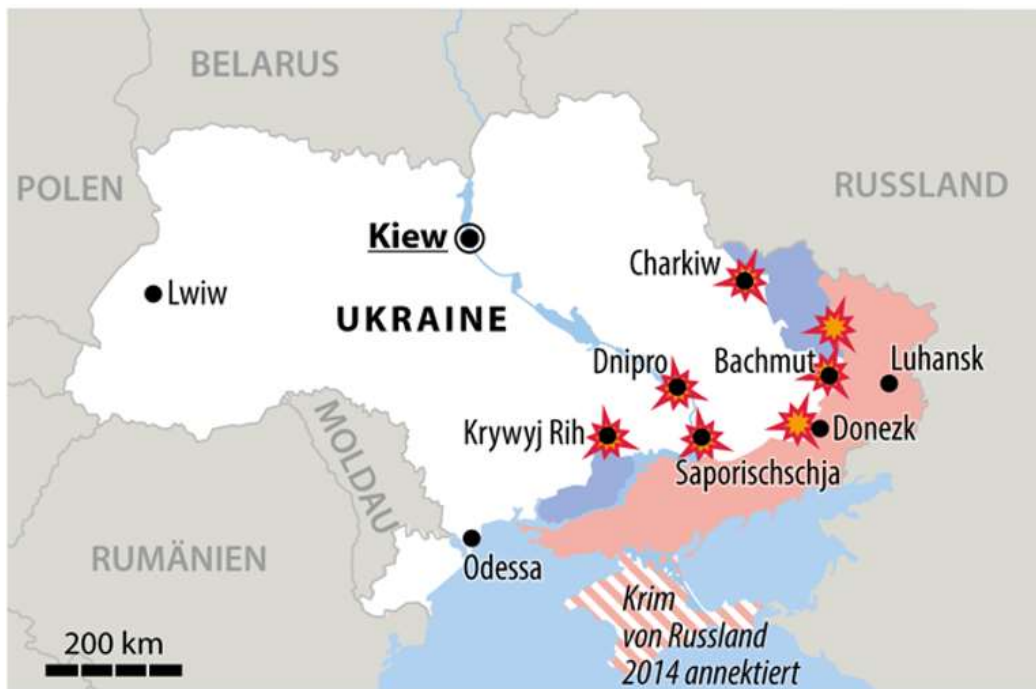 BELARUS
POLEN
RUSSLAND
Kiew
Charkiw
Lwiw
UKRAINE
Dnipro
Bachmut
Luhansk
Krywyj Rih
Donezk
MOLDAU
Saporischschja
RUMÄNIEN
Odessa
Krim
von Russland
2014 annektiert
200 km